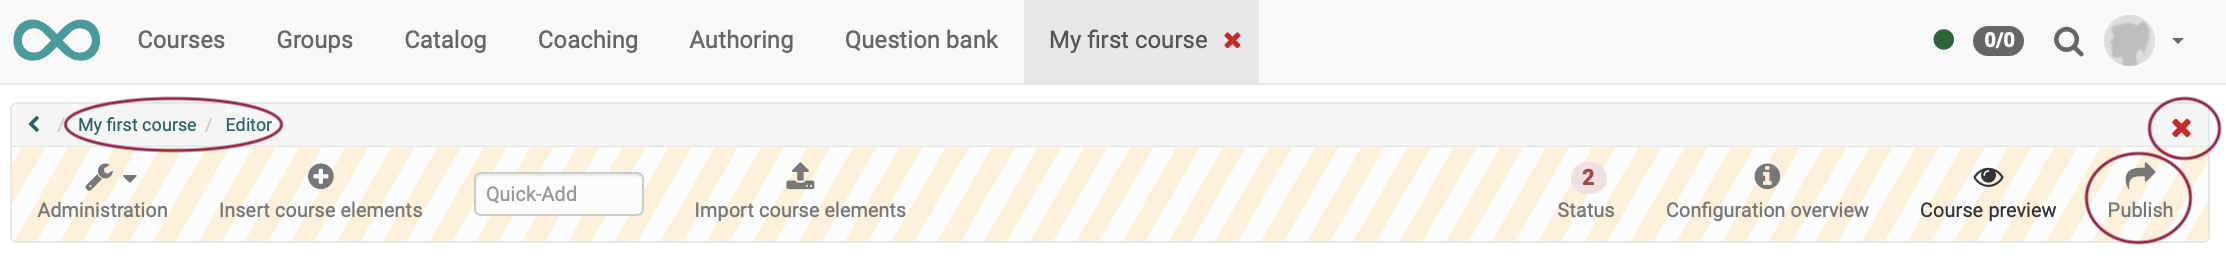 Courses Groups Catalog Coaching Authoring Question bank My first course 0/0
/ My first course / Editor
Quick-Add 2
Administration Insert course elements Import course elements Status Configuration overview Course preview Publish